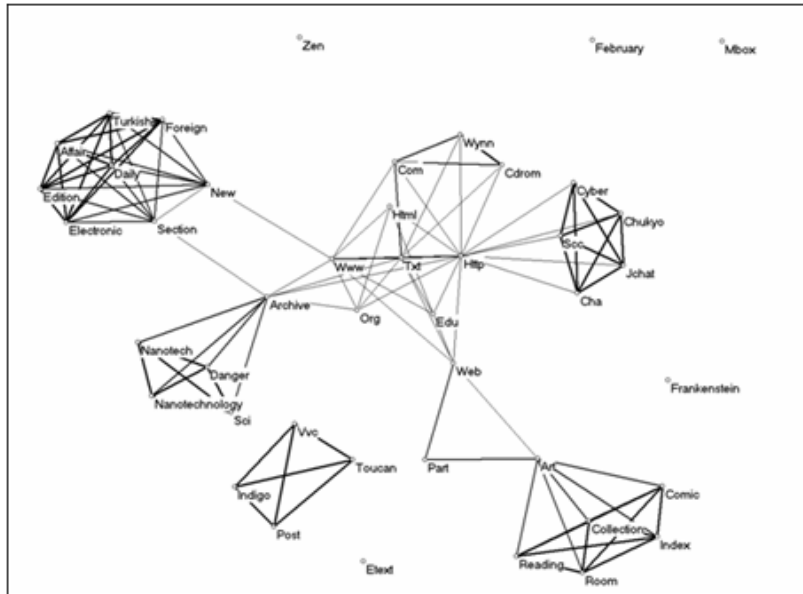 Zen
February
Mbox
Turkish
Foreign
Affair
Daily
Edition
New
Electronic
Section
Wynn
Com
Cdrom
Html
Cyber
Chukyo
Scc
Www
Txt
Http
Jchat
Cha
Archive
Org
Edu
Nanotech
Danger
Web
Nanotechnology
Sci
Frankenstein
Vvc
Toucan
Part
Art
Indigo
Comic
Post
Collection
Index
Reading
Room
Etext